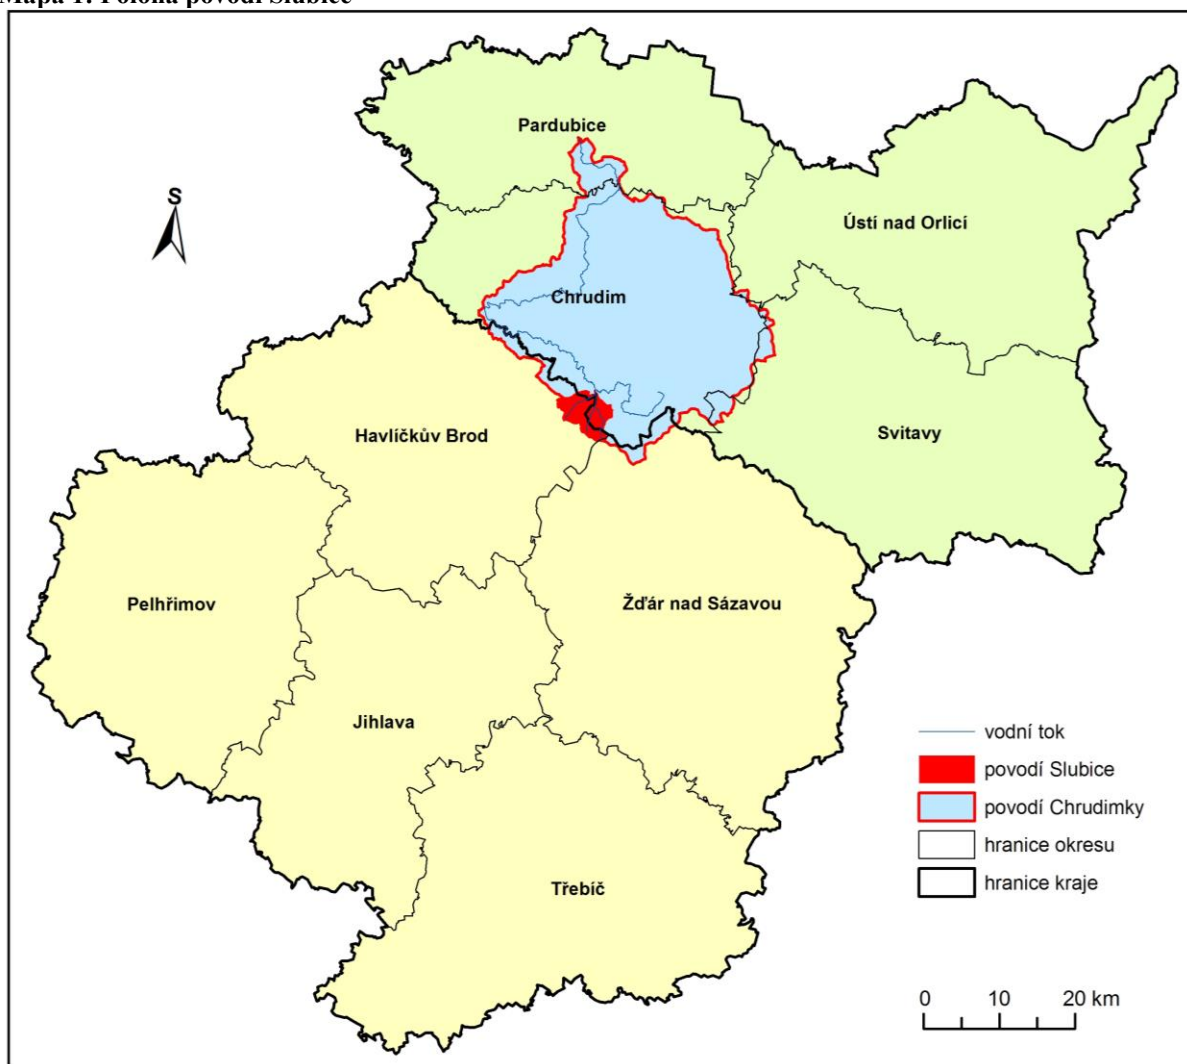 Mapa 1: Poloha povodí Slubice
Pardubice
S
Ústí nad Orlicí
Chrudim
Havlíčkův Brod
Svitavy
Pelhřimov
Žďár nad Sázavou
Jihlava
vodní tok
povodí Slubice
povodí Chrudimky
hranice okresu
hranice kraje
Třebíč
0 10 20 km